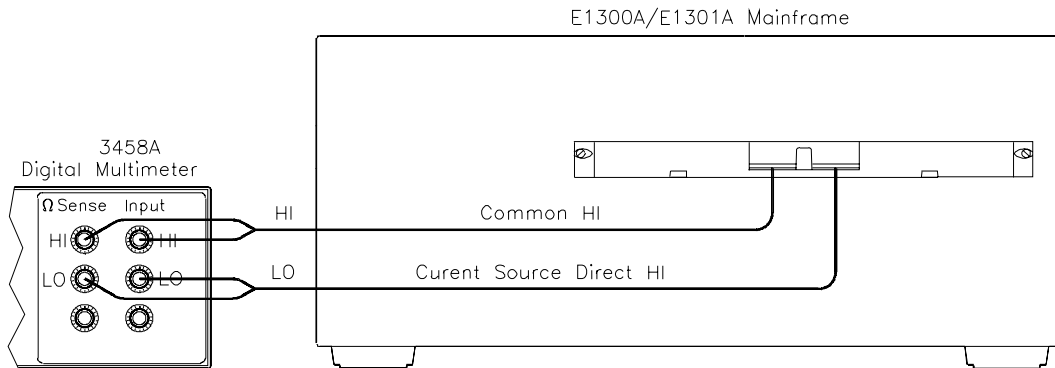 E1300A/E1301A Mainframe
3458A
Digital Multimeter
Ω Sense Input
HI HI
LO LO
HI
Common HI
LO
Curent Source Direct HI